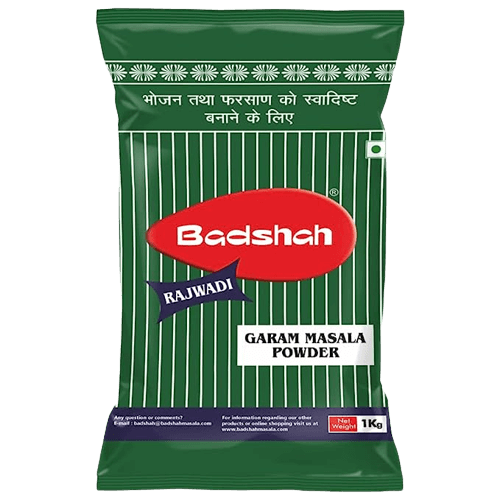 भोजन तथा फरसाण को स्वादिष्ट
बनाने के लिए
®
Badshah
RAJWADI
GARAM MASALA
POWDER
Any question or comments?
E-mail : badshah@badshahmasala.com
For information regarding our other
products or online shopping visit us at
www.badshahmasala.com
Net
Weight
1Kg